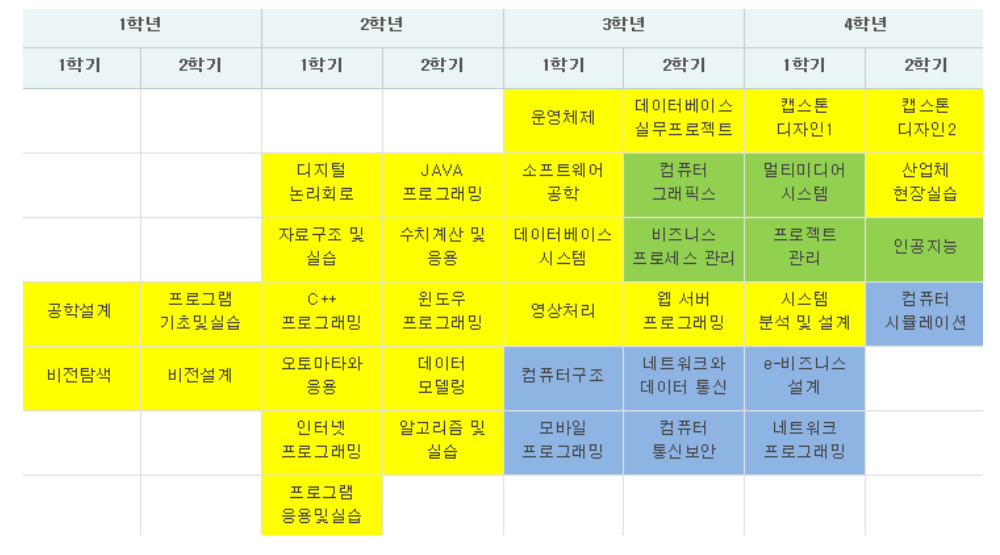 1학년 2학년 3학년 4학년
1학기 2학기 1학기 2학기 1학기 2학기 1학기 2학기
운영체제 데이터베이스 실무프로젝트 캡스톤 디자인1 캡스톤 디자인2
디지털 논리회로 JAVA 프로그래밍 소프트웨어 공학 컴퓨터 그래픽스 멀티미디어 시스템 산업체 현장실습
자료구조 및 실습 수치계산 및 응용 데이터베이스 시스템 비즈니스 프로세스 관리 프로젝트 관리 인공지능
공학설계 프로그램 기초및실습 C++ 프로그래밍 윈도우 프로그래밍 영상처리 웹 서버 프로그래밍 시스템 분석 및 설계 컴퓨터 시뮬레이션
비전탐색 비전설계 오토마타와 응용 데이터 모델링 컴퓨터구조 네트워크와 데이터 통신 e-비즈니스 설계
인터넷 프로그래밍 알고리즘 및 실습 모바일 프로그래밍 컴퓨터 통신보안 네트워크 프로그래밍
프로그램 응용및실습